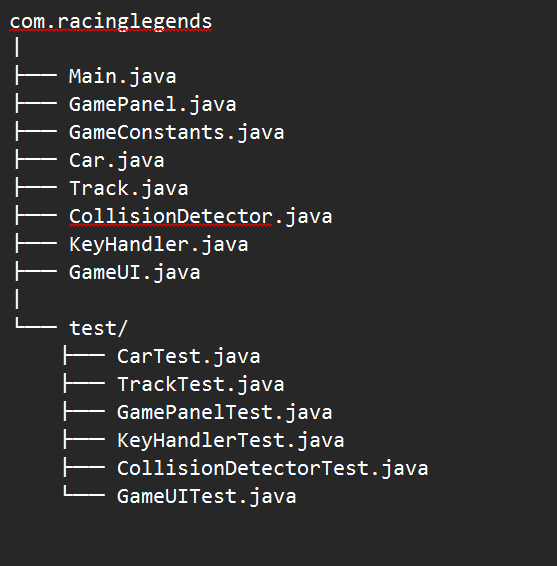 com.racinglegends
|
├── Main.java
├── GamePanel.java
├── GameConstants.java
├── Car.java
├── Track.java
├── CollisionDetector.java
├── KeyHandler.java
├── GameUI.java
|
└── test/
    ├── CarTest.java
    ├── TrackTest.java
    ├── GamePanelTest.java
    ├── KeyHandlerTest.java
    ├── CollisionDetectorTest.java
    └── GameUITest.java